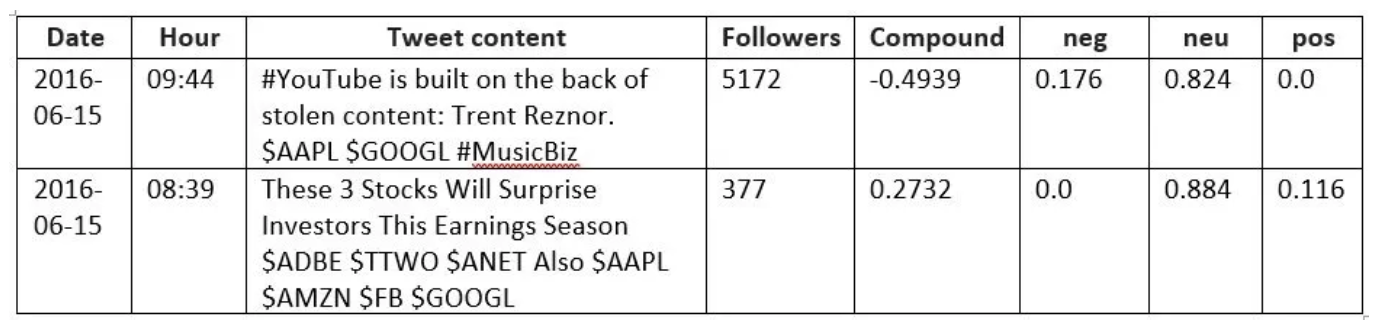 Date Hour Tweet content Followers Compound neg neu pos
2016- 09:44 #YouTube is built on the back of 5172 -0.4939 0.176 0.824 0.0
06-15 stolen content: Trent Reznor.
$AAPL $GOOGL #MusicBiz
2016- 08:39 These 3 Stocks Will Surprise 377 0.2732 0.0 0.884 0.116
06-15 Investors This Earnings Season
$ADBE $TTWO $ANET Also $AAPL
$AMZN $FB $GOOGL